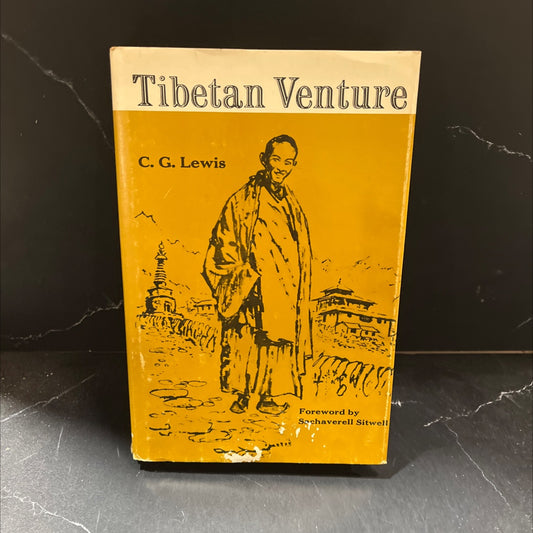 Tibetan Venture
C. G. Lewis
Foreword by
Sacheverell Sitwell